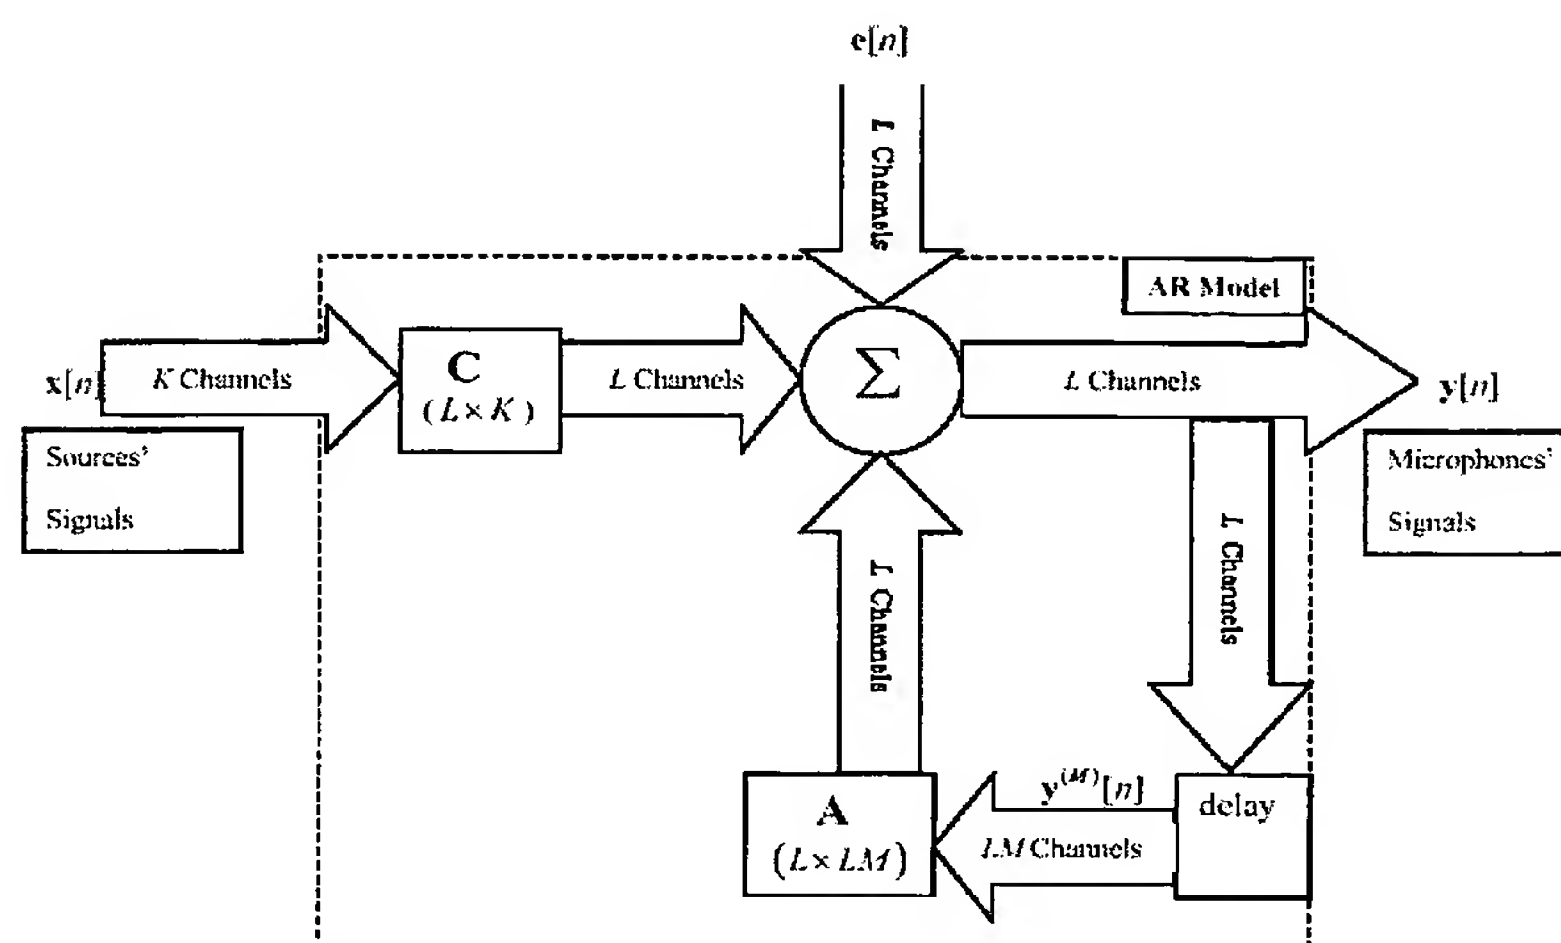 e[n]
L Channels
AR Model
x[n]
K Channels
C
(L×K)
L Channels
Σ
L Channels
y[n]
Sources'
Signals
Microphones'
Signals
L Channels
L Channels
A
(L×LM)
y(M)[n]
LM Channels
delay